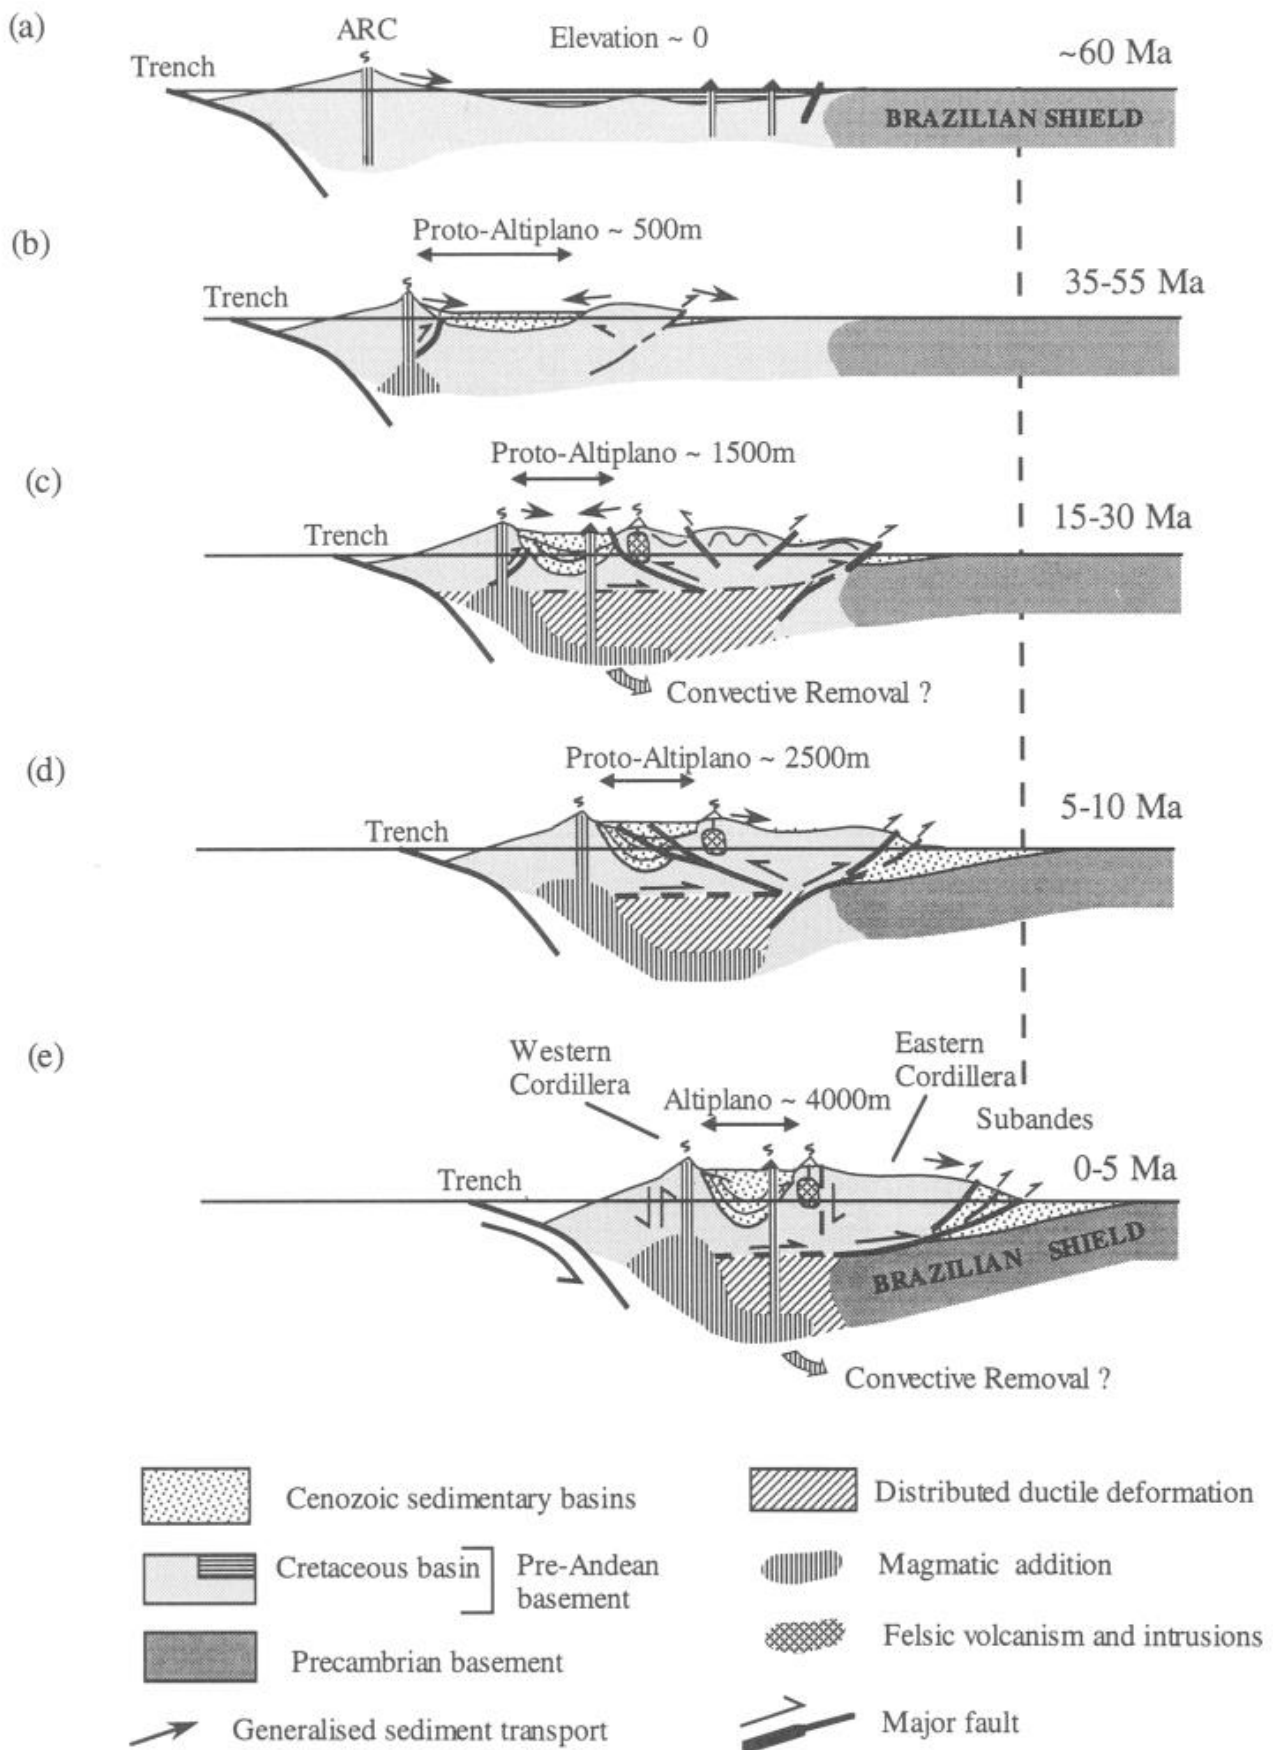 (a)
ARC
Elevation ~ 0
~60 Ma
Trench
BRAZILIAN SHIELD
(b)
Proto-Altiplano ~ 500m
35-55 Ma
Trench
(c)
Proto-Altiplano ~ 1500m
15-30 Ma
Trench
Convective Removal ?
(d)
Proto-Altiplano ~ 2500m
5-10 Ma
Trench
(e)
Western
Cordillera
Eastern
Cordillera
Altiplano ~ 4000m
Subandes
0-5 Ma
Trench
BRAZILIAN SHIELD
Convective Removal ?
Cenozoic sedimentary basins
Distributed ductile deformation
Cretaceous basin
Pre-Andean
basement
Magmatic addition
Felsic volcanism and intrusions
Precambrian basement
Generalised sediment transport
Major fault